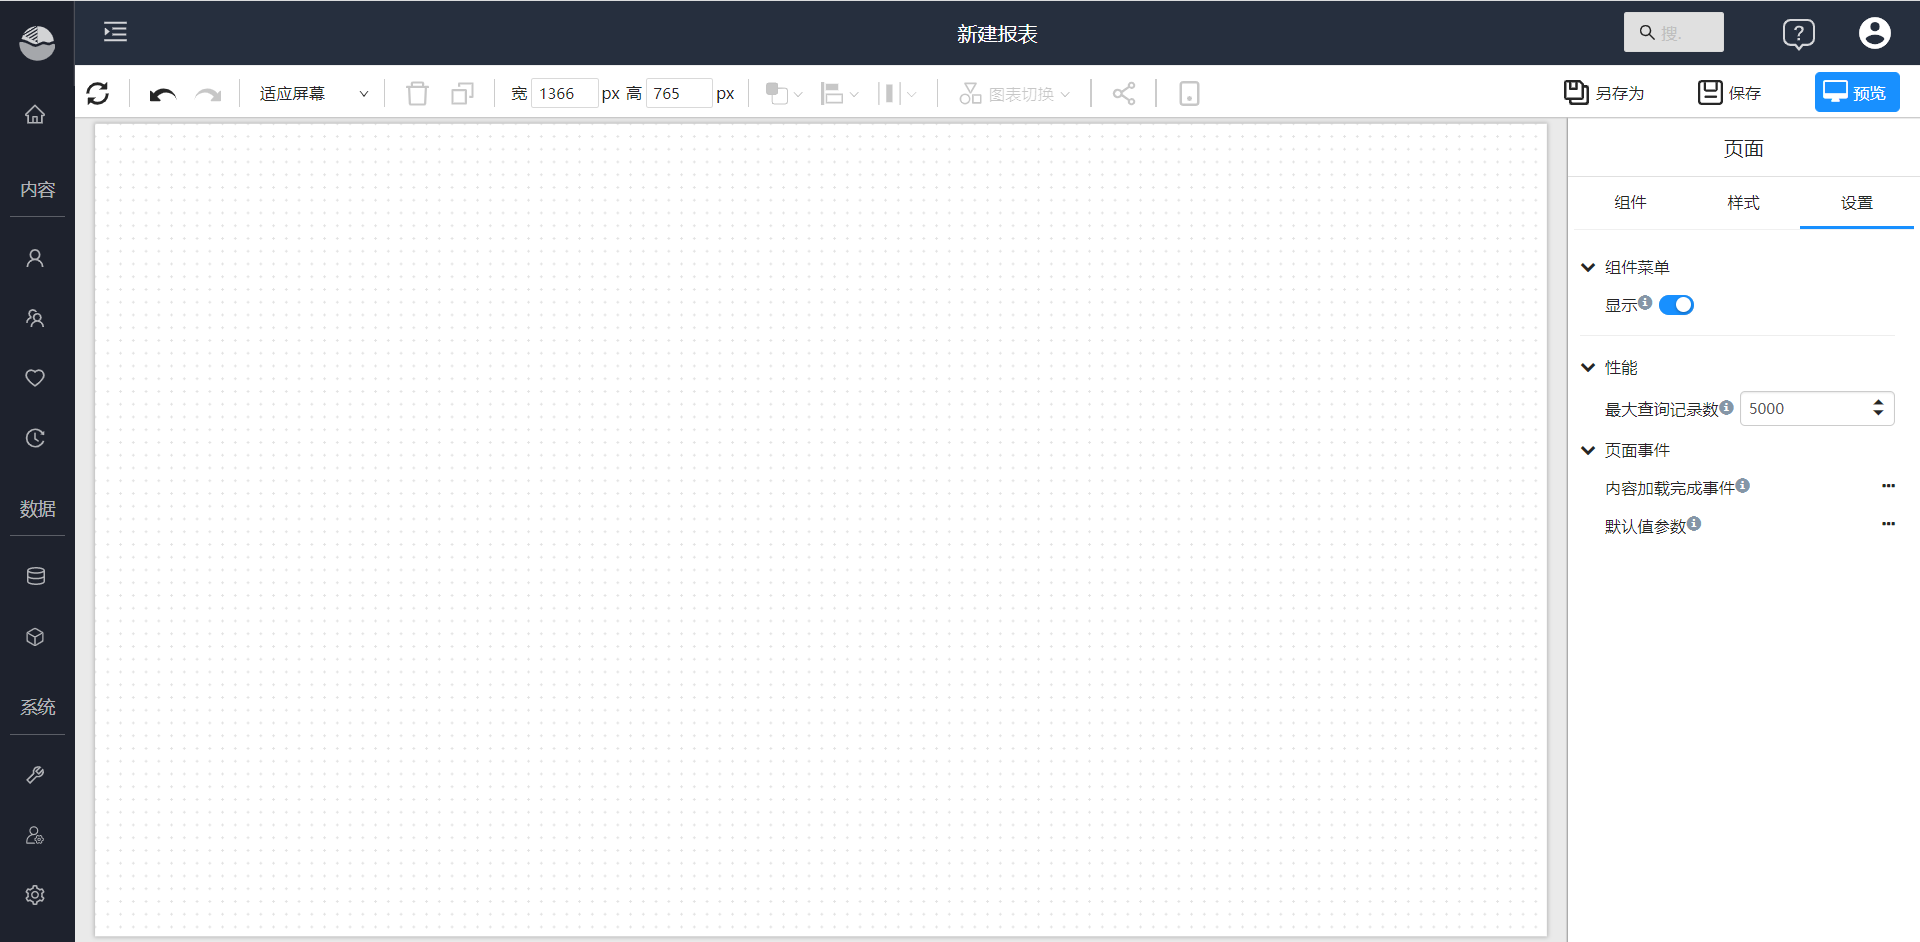 新建报表
搜.
适应屏幕
宽 1366 px 高 765 px
图表切换
另存为
保存
预览
内容
数据
系统
页面
组件 样式 设置
组件菜单
显示
性能
最大查询记录数 5000
页面事件
内容加载完成事件
默认值参数